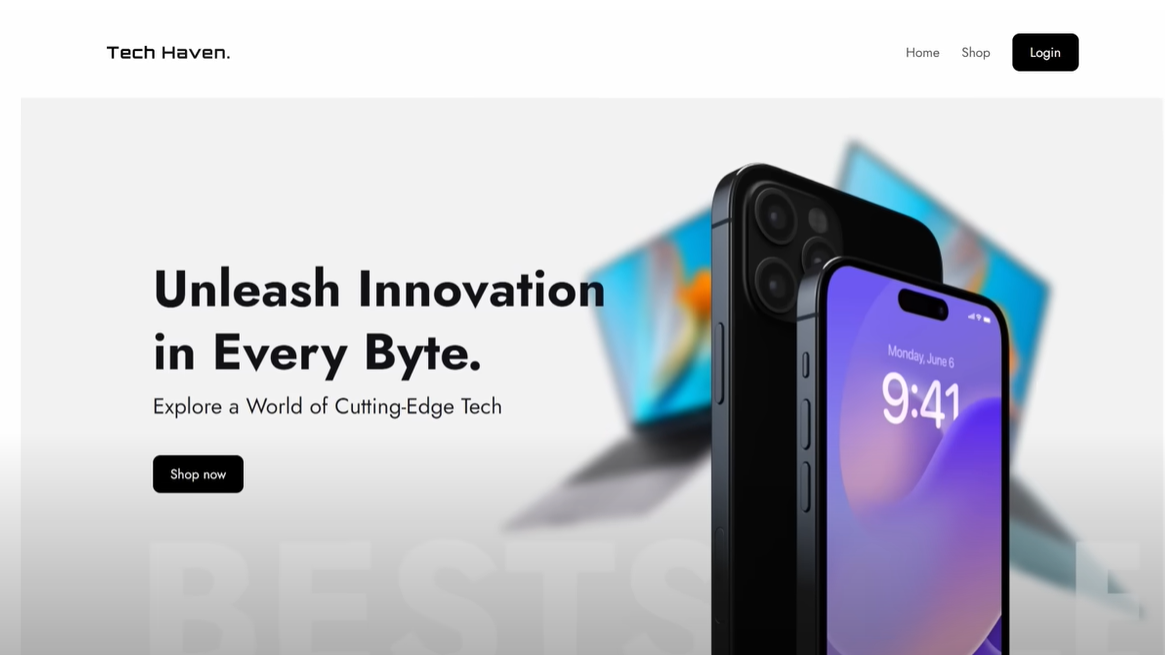 Tech Haven.
Home
Shop
Login
Unleash Innovation
in Every Byte.
Explore a World of Cutting-Edge Tech
Shop now
Monday, June 6
9:41
BESTS